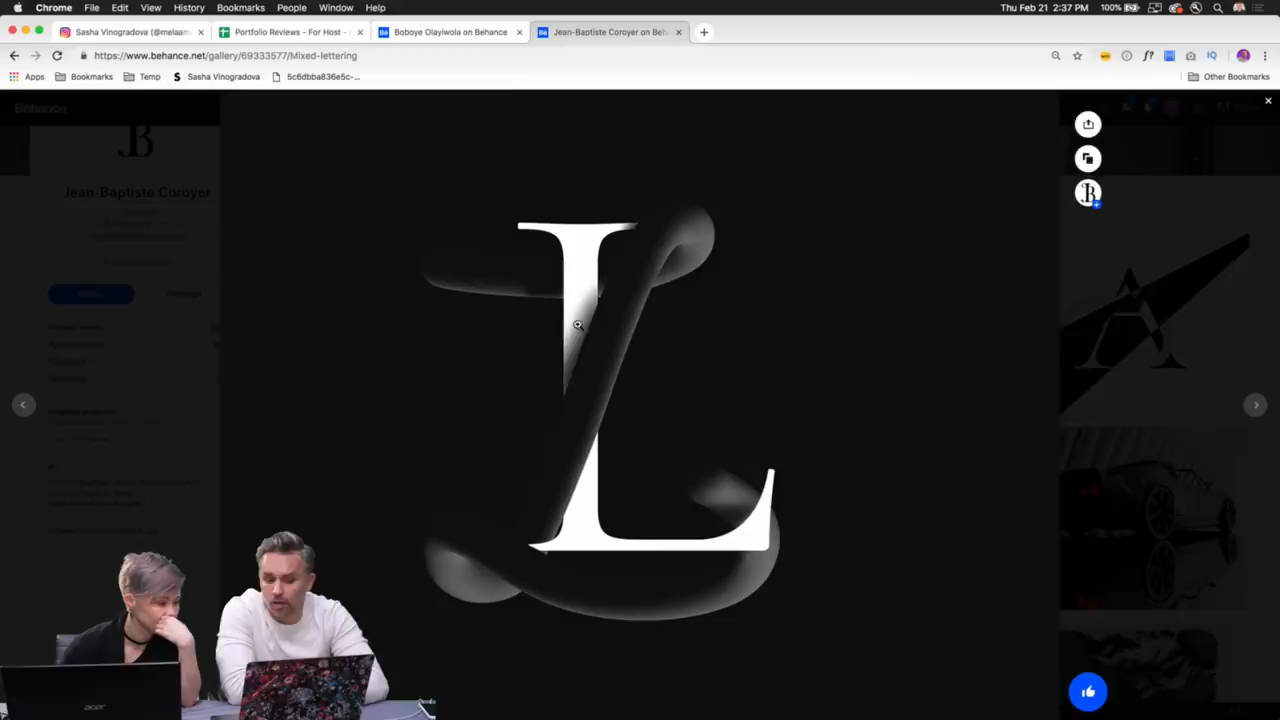 Chrome File Edit View History Bookmarks People Window Help
100% Thu Feb 21 2:37 PM
Sasha Vinogradova (@melaam
Portfolio Reviews - For Host -
Boboye Olayiwola on Behance
Jean-Baptiste Coroyer on Beh
https://www.behance.net/gallery/69333577/Mixed-lettering
f?
IQ
Apps Bookmarks Temp Sasha Vinogradova 5c6dbba836e5c-...
Other Bookmarks
Behance
B
Jean-Baptiste Coroyer
B
L
A
acer